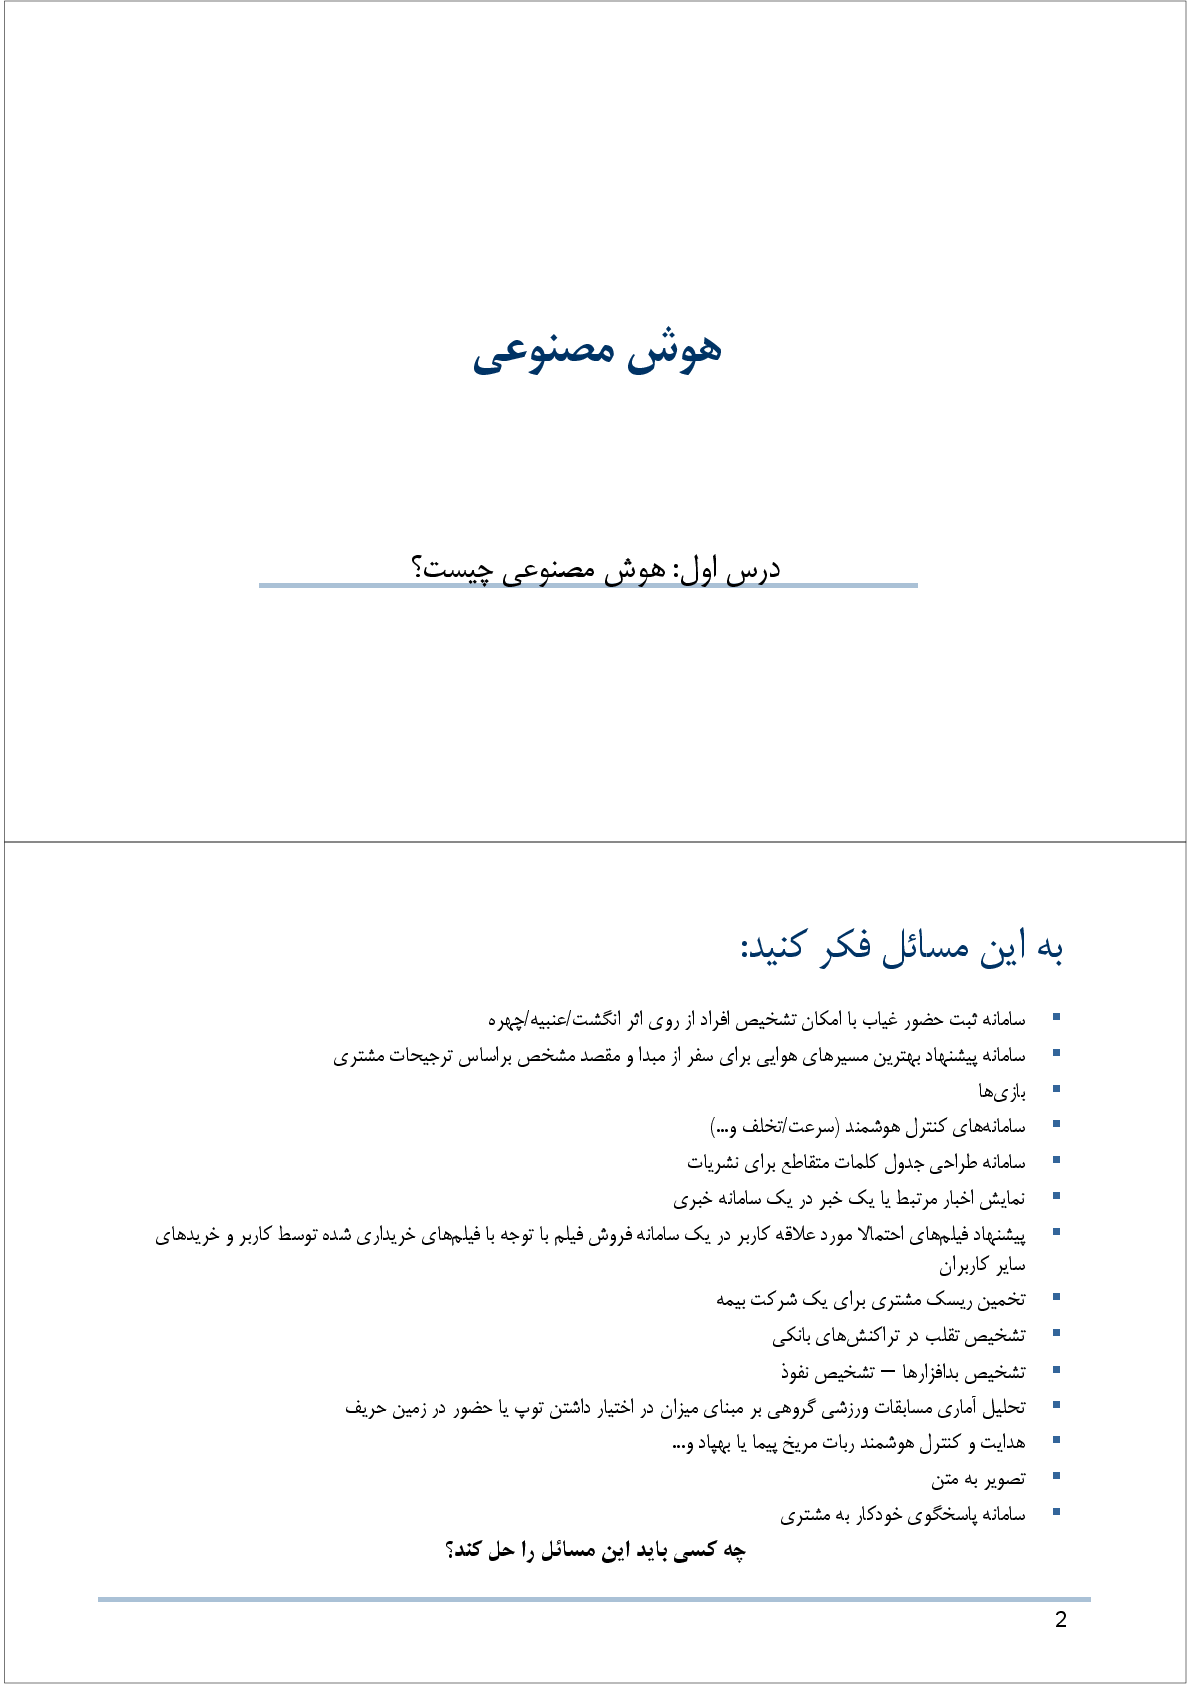 هوش مصنوعی
درس اول: هوش مصنوعی چیست؟
به این مسائل فکر کنید:
▪ سامانه ثبت حضور غیاب با امکان تشخیص افراد از روی اثر انگشت/عنبیه/چهره
▪ سامانه پیشنهاد بهترین مسیرهای هوایی برای سفر از مبدا و مقصد مشخص براساس ترجیحات مشتری
▪ بازی‌ها
▪ سامانه‌های کنترل هوشمند (سرعت/تخلف و...)
▪ سامانه طراحی جدول کلمات متقاطع برای نشریات
▪ نمایش اخبار مرتبط یا یک خبر در یک سامانه خبری
▪ پیشنهاد فیلم‌های احتمالا مورد علاقه کاربر در یک سامانه فروش فیلم با توجه با فیلم‌های خریداری شده توسط کاربر و خریدهای
سایر کاربران
▪ تخمین ریسک مشتری برای یک شرکت بیمه
▪ تشخیص تقلب در تراکنش‌های بانکی
▪ تشخیص بدافزارها – تشخیص نفوذ
▪ تحلیل آماری مسابقات ورزشی گروهی بر مبنای میزان در اختیار داشتن توپ یا حضور در زمین حریف
▪ هدایت و کنترل هوشمند ربات مریخ پیما یا بهپاد و...
▪ تصویر به متن
▪ سامانه پاسخگوی خودکار به مشتری
چه کسی باید این مسائل را حل کند؟
2